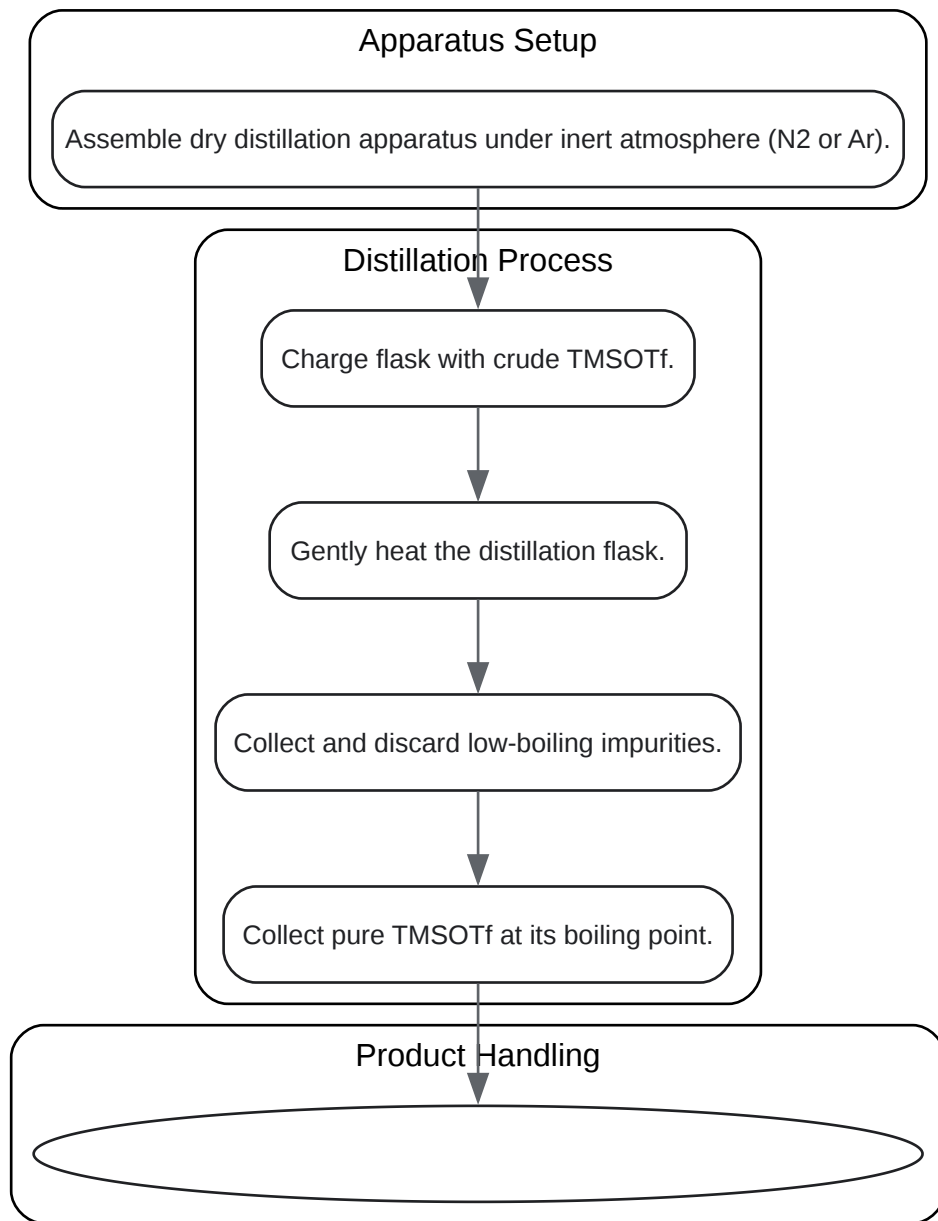 Apparatus Setup
Assemble dry distillation apparatus under inert atmosphere (N2 or Ar).
Distillation Process
Charge flask with crude TMSOTf.
Gently heat the distillation flask.
Collect and discard low-boiling impurities.
Collect pure TMSOTf at its boiling point.
Product Handling